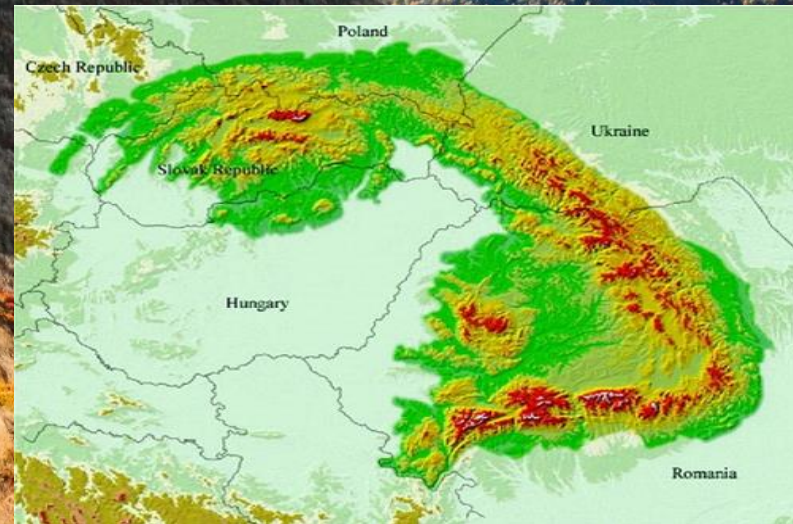 Poland
Czech Republic
Ukraine
Slovak Republic
Hungary
Romania